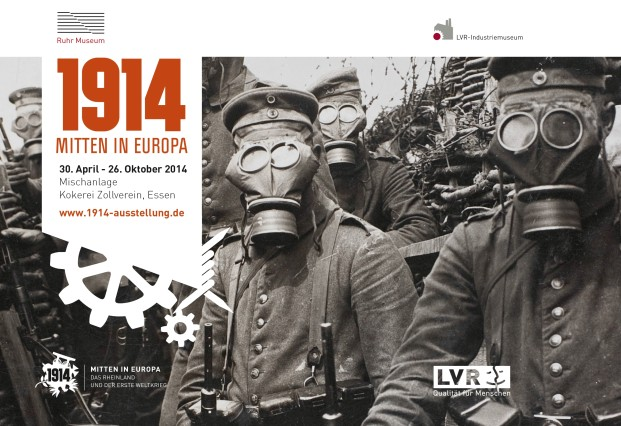 Ruhr Museum
LVR-Industriemuseum
1914
MITTEN IN EUROPA
30. April - 26. Oktober 2014
Mischanlage
Kokerei Zollverein, Essen
www.1914-ausstellung.de
1914
MITTEN IN EUROPA
DAS RHEINLAND
UND DER ERSTE WELTKRIEG
LVR
Qualität für Menschen